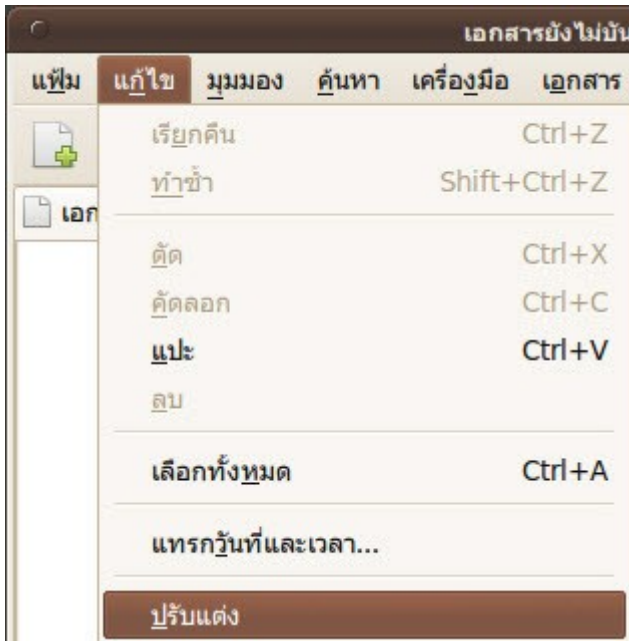 เอกสารยังไม่บัน
แฟ้ม แก้ไข มุมมอง ค้นหา เครื่องมือ เอกสาร
เรียกคืน Ctrl+Z
ทำซ้ำ Shift+Ctrl+Z
เอก
ตัด Ctrl+X
คัดลอก Ctrl+C
แปะ Ctrl+V
ลบ
เลือกทั้งหมด Ctrl+A
แทรกวันที่และเวลา...
ปรับแต่ง